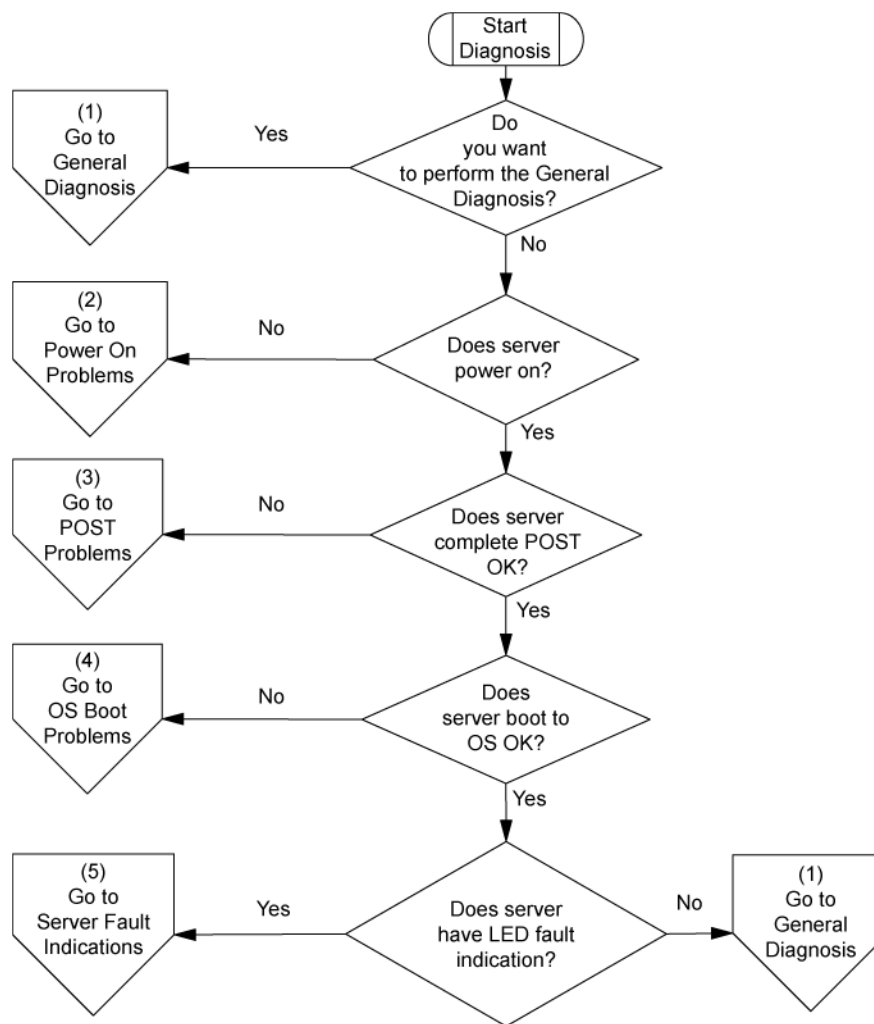 Start
Diagnosis
(1)
Go to
General
Diagnosis
Yes
Do
you want
to perform the General
Diagnosis?
No
(2)
Go to
Power On
Problems
No
Does server
power on?
Yes
(3)
Go to
POST
Problems
No
Does server
complete POST
OK?
Yes
(4)
Go to
OS Boot
Problems
No
Does
server boot to
OS OK?
Yes
(5)
Go to
Server Fault
Indications
Yes
Does server
have LED fault
indication?
No
(1)
Go to
General
Diagnosis